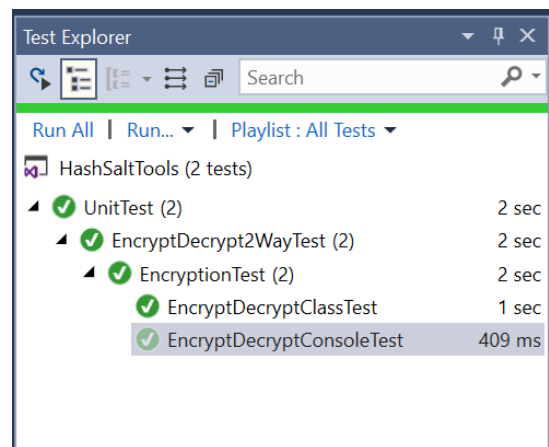 Test Explorer
Search
Run All | Run... | Playlist : All Tests
HashSaltTools (2 tests)
UnitTest (2) 2 sec
EncryptDecrypt2WayTest (2) 2 sec
EncryptionTest (2) 2 sec
EncryptDecryptClassTest 1 sec
EncryptDecryptConsoleTest 409 ms